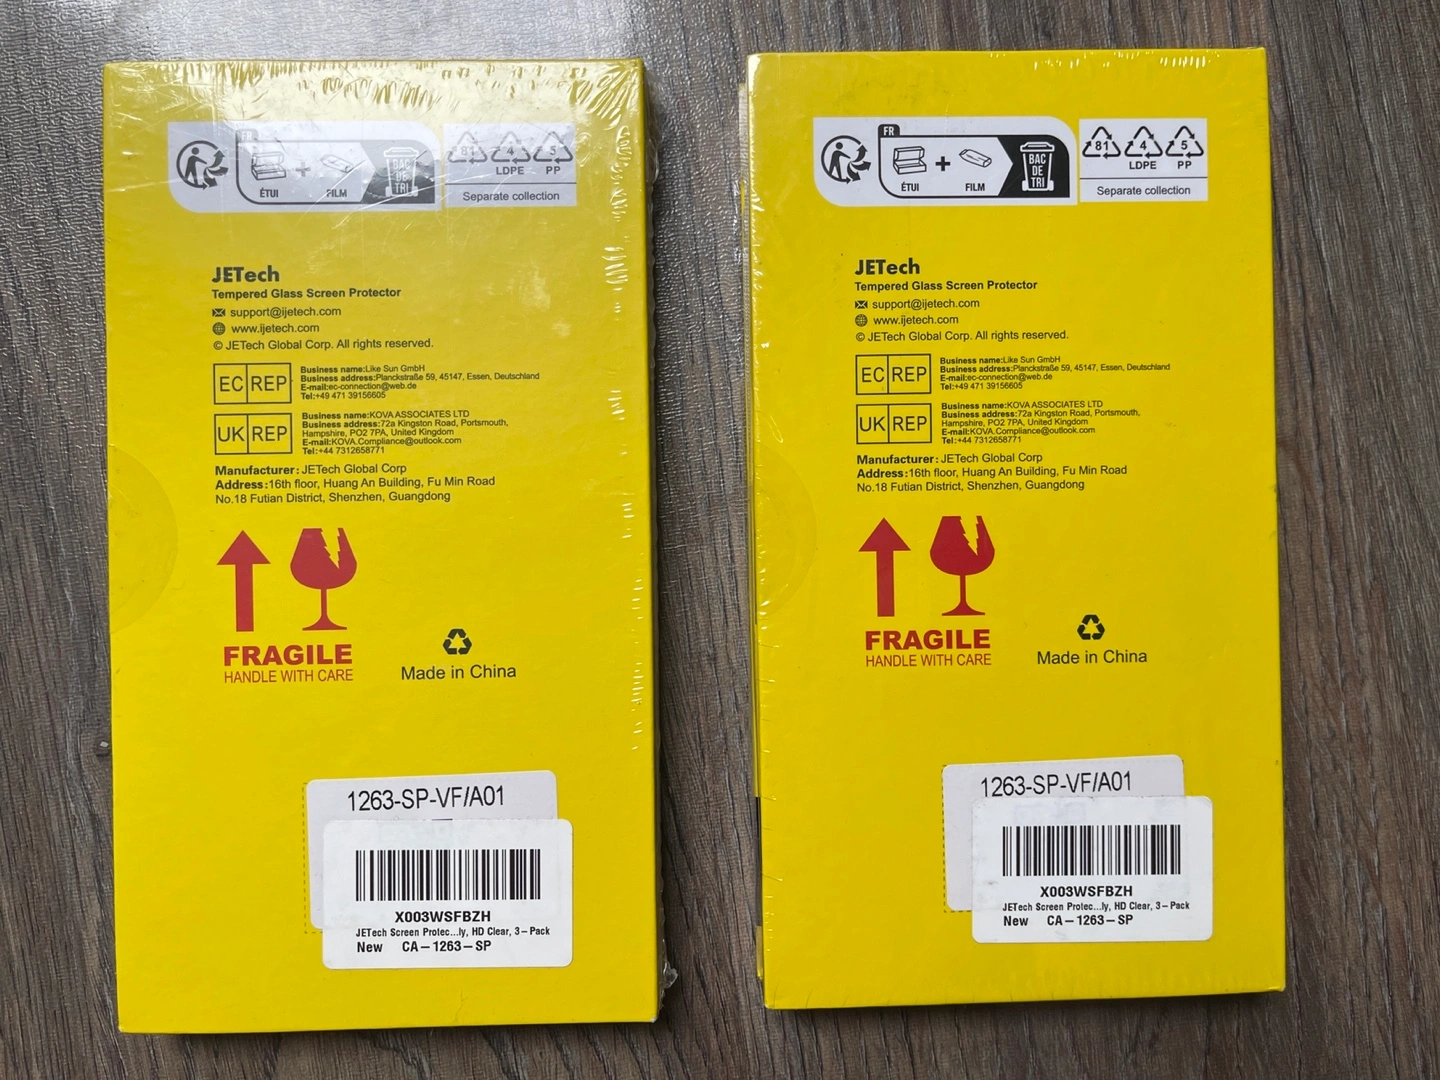 FR
ÉTUI
+
FILM
BAC
DE
TRI
81
4
5
LDPE
PP
Separate collection
JETech
Tempered Glass Screen Protector
support@ijetech.com
www.ijetech.com
© JETech Global Corp. All rights reserved.
EC REP
Business name:Like Sun GmbH
Business address:Planckstraße 59, 45147, Essen, Deutschland
E-mail:ec-connection@web.de
Tel:+49 471 39156605
UK REP
Business name:KOVA ASSOCIATES LTD
Business address:72a Kingston Road, Portsmouth,
Hampshire, PO2 7PA, United Kingdom
E-mail:KOVA.Compliance@outlook.com
Tel:+44 7312658771
Manufacturer: JETech Global Corp
Address:16th floor, Huang An Building, Fu Min Road
No.18 Futian District, Shenzhen, Guangdong
FRAGILE
HANDLE WITH CARE
Made in China
1263-SP-VF/A01
X003WSFBZH
JETech Screen Protec...ly, HD Clear, 3-Pack
New CA-1263-SP
FR
ÉTUI
+
FILM
BAC
DE
TRI
81
4
5
LDPE
PP
Separate collection
JETech
Tempered Glass Screen Protector
support@ijetech.com
www.ijetech.com
© JETech Global Corp. All rights reserved.
EC REP
Business name:Like Sun GmbH
Business address:Planckstraße 59, 45147, Essen, Deutschland
E-mail:ec-connection@web.de
Tel:+49 471 39156605
UK REP
Business name:KOVA ASSOCIATES LTD
Business address:72a Kingston Road, Portsmouth,
Hampshire, PO2 7PA, United Kingdom
E-mail:KOVA.Compliance@outlook.com
Tel:+44 7312658771
Manufacturer: JETech Global Corp
Address:16th floor, Huang An Building, Fu Min Road
No.18 Futian District, Shenzhen, Guangdong
FRAGILE
HANDLE WITH CARE
Made in China
1263-SP-VF/A01
X003WSFBZH
JETech Screen Protec...ly, HD Clear, 3-Pack
New CA-1263-SP